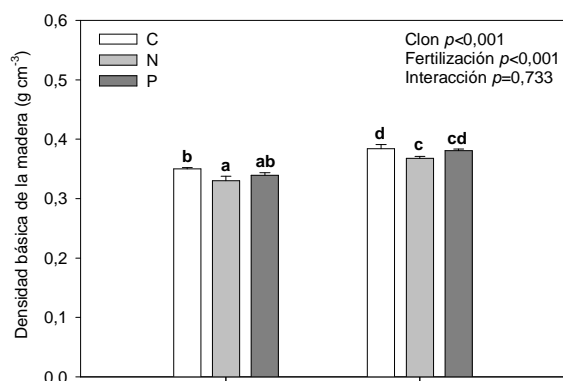 0,6
0,5
0,4
0,3
0,2
0,1
0,0
Densidad básica de la madera (g cm⁻³)
C
N
P
Clon p<0,001
Fertilización p<0,001
Interacción p=0,733
b
a
ab
d
c
cd